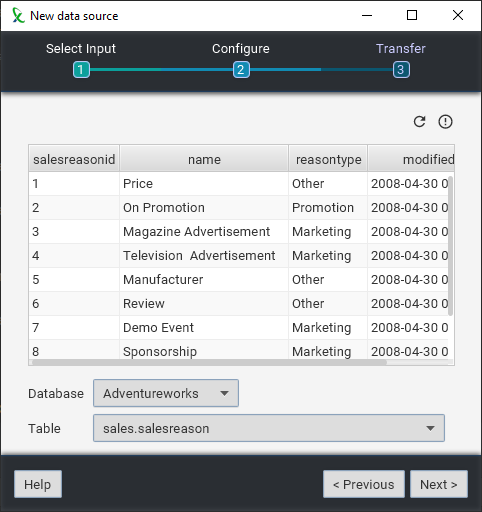 New data source
Select Input Configure Transfer
1 2 3
salesreasonid name reasontype modified
1 Price Other 2008-04-30 0
2 On Promotion Promotion 2008-04-30 0
3 Magazine Advertisement Marketing 2008-04-30 0
4 Television  Advertisement Marketing 2008-04-30 0
5 Manufacturer Other 2008-04-30 0
6 Review Other 2008-04-30 0
7 Demo Event Marketing 2008-04-30 0
8 Sponsorship Marketing 2008-04-30 0
Database Adventureworks
Table sales.salesreason
Help < Previous Next >